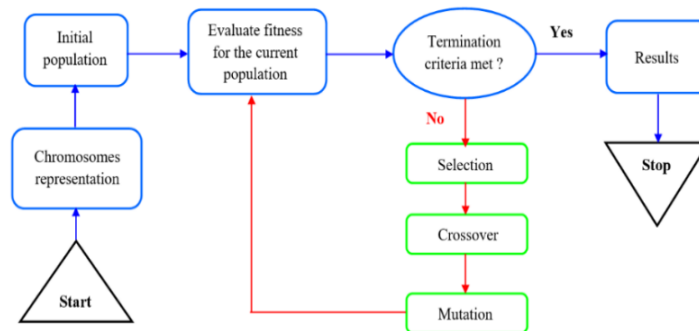 Initial
population
Evaluate fitness
for the current
population
Termination
criteria met ?
Yes
Results
No
Chromosomes
representation
Selection
Stop
Crossover
Start
Mutation